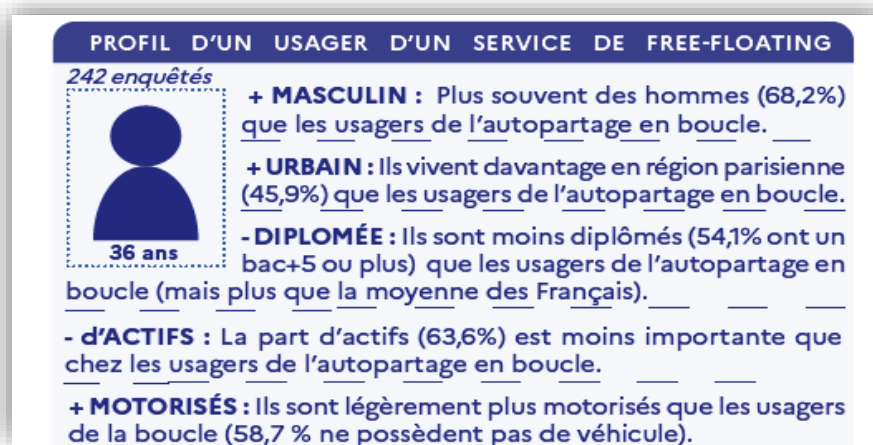 PROFIL D'UN USAGER D'UN SERVICE DE FREE-FLOATING
242 enquêtés
36 ans
+ MASCULIN : Plus souvent des hommes (68,2%)
que les usagers de l'autopartage en boucle.
+ URBAIN : Ils vivent davantage en région parisienne
(45,9%) que les usagers de l'autopartage en boucle.
- DIPLOMÉE : Ils sont moins diplômés (54,1% ont un
bac+5 ou plus) que les usagers de l'autopartage en
boucle (mais plus que la moyenne des Français).
- d'ACTIFS : La part d'actifs (63,6%) est moins importante que
chez les usagers de l'autopartage en boucle.
+ MOTORISÉS : Ils sont légèrement plus motorisés que les usagers
de la boucle (58,7 % ne possèdent pas de véhicule).